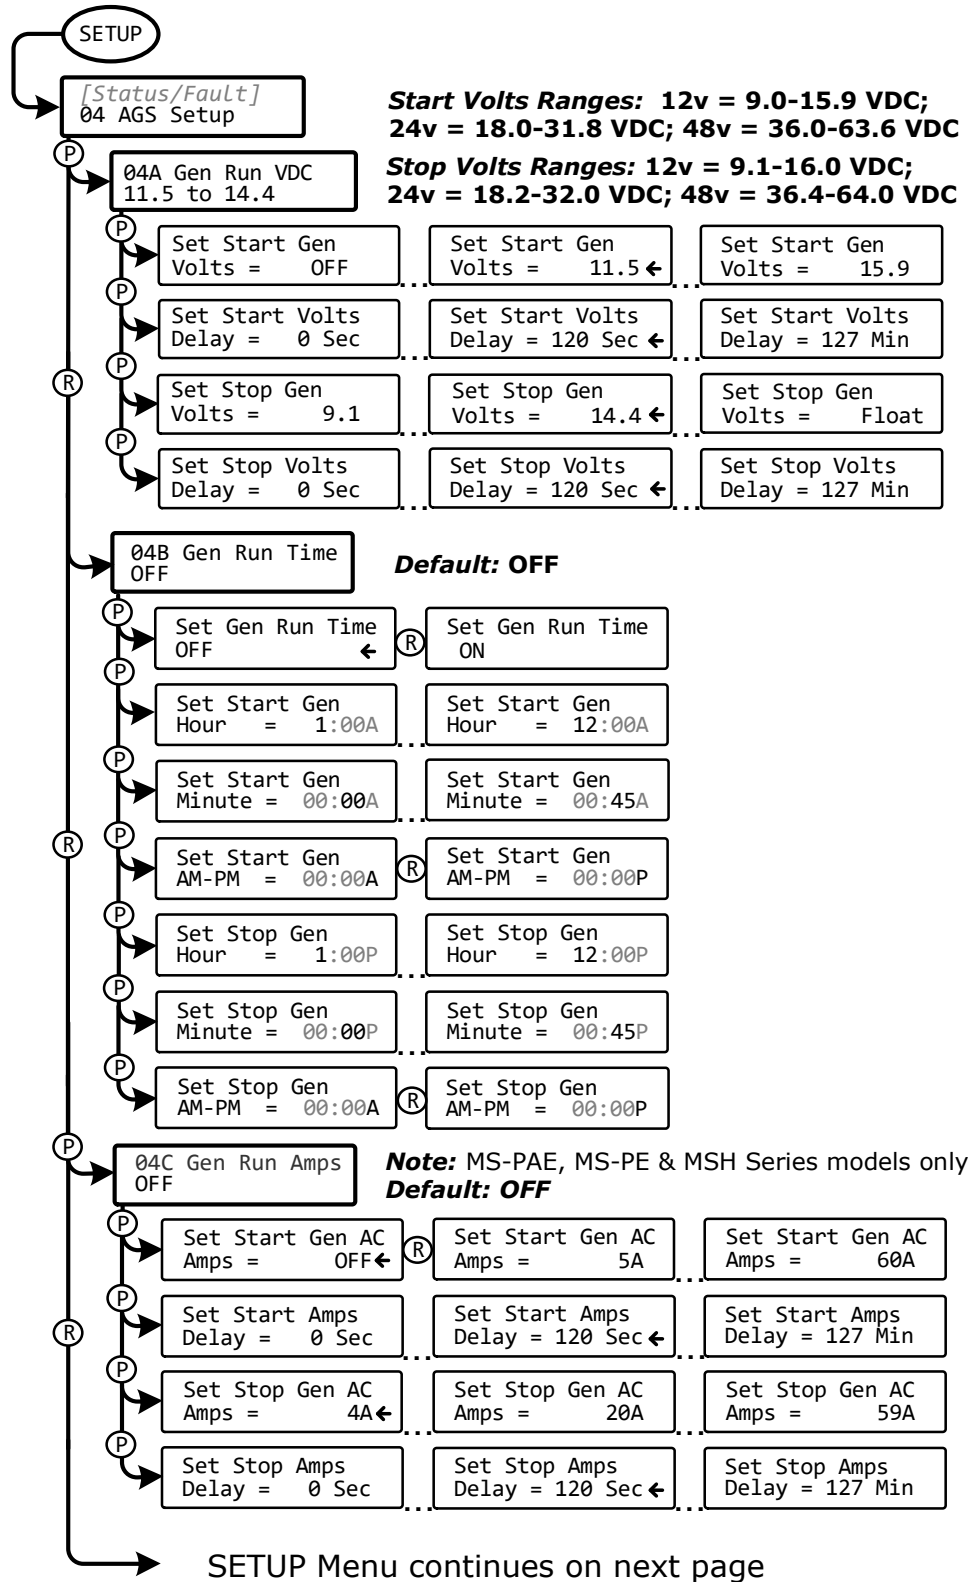 SETUP
[Status/Fault]
04 AGS Setup
Start Volts Ranges: 12v = 9.0-15.9 VDC;
24v = 18.0-31.8 VDC; 48v = 36.0-63.6 VDC
P
04A Gen Run VDC
11.5 to 14.4
Stop Volts Ranges: 12v = 9.1-16.0 VDC;
24v = 18.2-32.0 VDC; 48v = 36.4-64.0 VDC
P
Set Start Gen
Volts = OFF
...
Set Start Gen
Volts = 11.5 ←
...
Set Start Gen
Volts = 15.9
P
Set Start Volts
Delay = 0 Sec
...
Set Start Volts
Delay = 120 Sec ←
...
Set Start Volts
Delay = 127 Min
P
R
Set Stop Gen
Volts = 9.1
...
Set Stop Gen
Volts = 14.4 ←
...
Set Stop Gen
Volts = Float
P
Set Stop Volts
Delay = 0 Sec
...
Set Stop Volts
Delay = 120 Sec ←
...
Set Stop Volts
Delay = 127 Min
04B Gen Run Time
OFF
Default: OFF
P
Set Gen Run Time
OFF ←
R
Set Gen Run Time
ON
P
Set Start Gen
Hour = 1:00A
...
Set Start Gen
Hour = 12:00A
P
Set Start Gen
Minute = 00:00A
...
Set Start Gen
Minute = 00:45A
P
R
Set Start Gen
AM-PM = 00:00A
R
Set Start Gen
AM-PM = 00:00P
P
Set Stop Gen
Hour = 1:00P
...
Set Stop Gen
Hour = 12:00P
P
Set Stop Gen
Minute = 00:00P
...
Set Stop Gen
Minute = 00:45P
P
Set Stop Gen
AM-PM = 00:00A
R
Set Stop Gen
AM-PM = 00:00P
P
04C Gen Run Amps
OFF
Note: MS-PAE, MS-PE & MSH Series models only
Default: OFF
P
Set Start Gen AC
Amps = OFF←
R
Set Start Gen AC
Amps = 5A
...
Set Start Gen AC
Amps = 60A
P
R
Set Start Amps
Delay = 0 Sec
...
Set Start Amps
Delay = 120 Sec←
...
Set Start Amps
Delay = 127 Min
P
Set Stop Gen AC
Amps = 4A←
...
Set Stop Gen AC
Amps = 20A
...
Set Stop Gen AC
Amps = 59A
P
Set Stop Amps
Delay = 0 Sec
...
Set Stop Amps
Delay = 120 Sec←
...
Set Stop Amps
Delay = 127 Min
SETUP Menu continues on next page